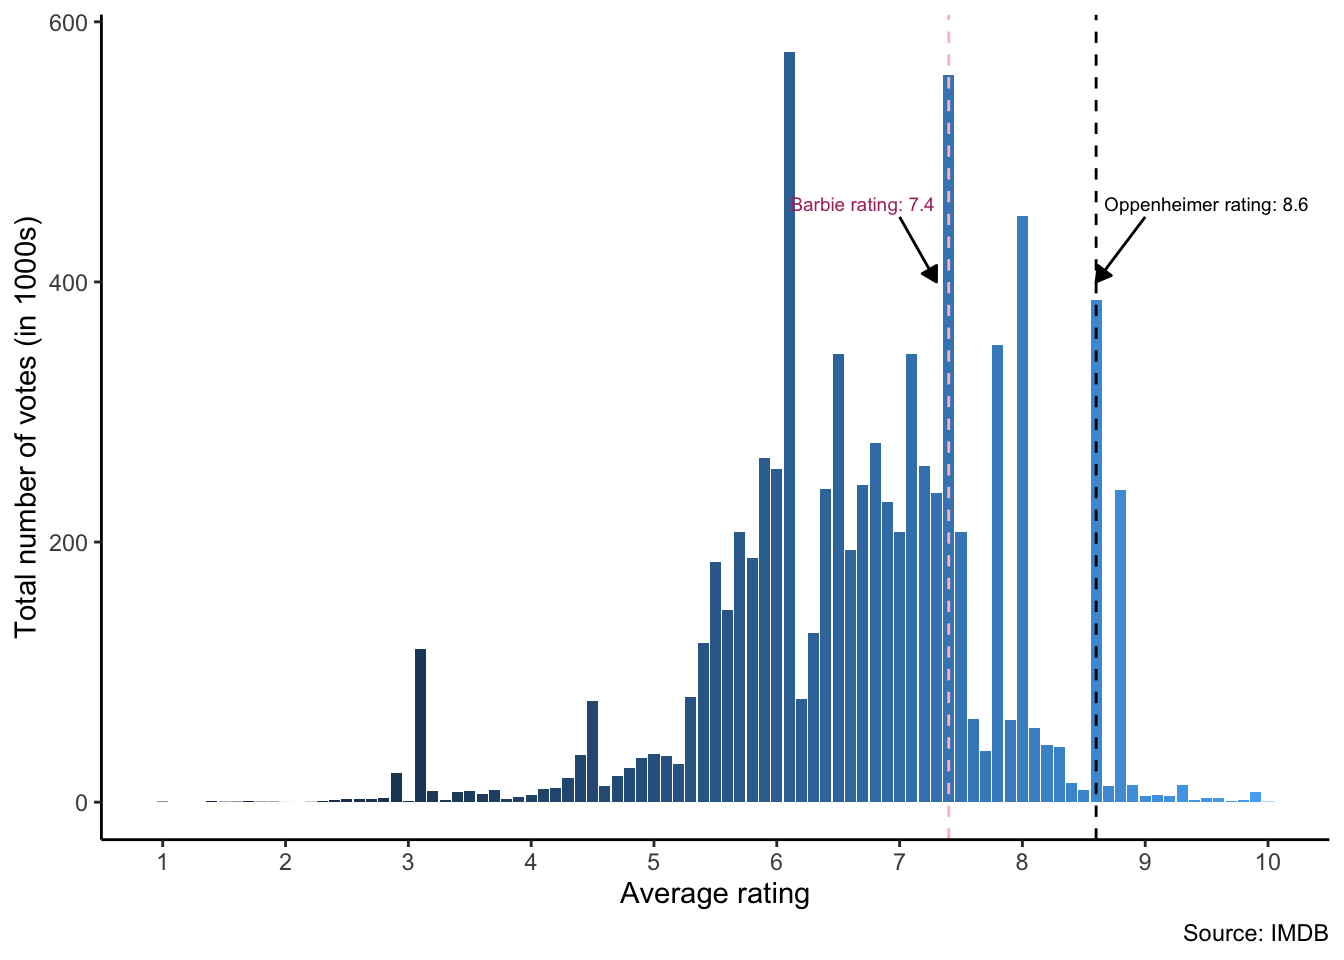 600
400
200
0
Total number of votes (in 1000s)
Barbie rating: 7.4
Oppenheimer rating: 8.6
1 2 3 4 5 6 7 8 9 10
Average rating
Source: IMDB